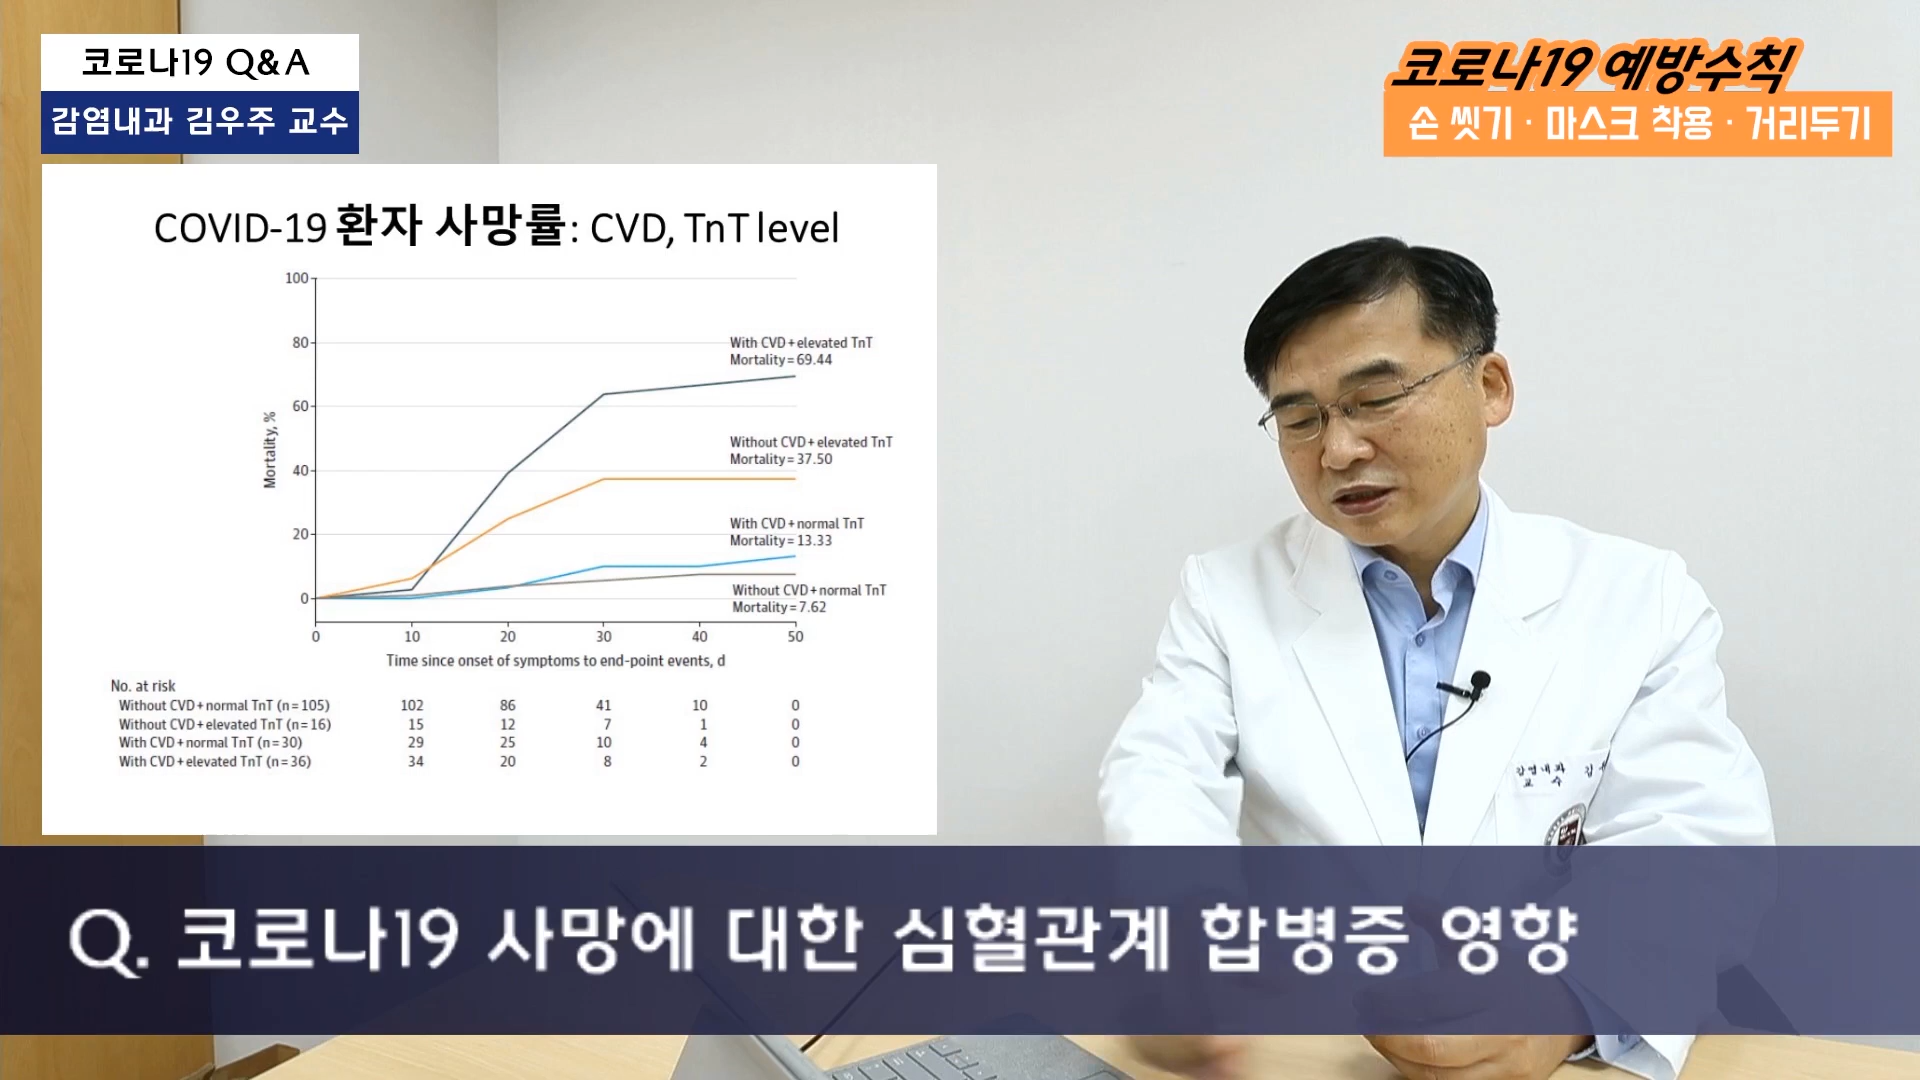 코로나19 Q&A
감염내과 김우주 교수
코로나19 예방수칙
손 씻기 · 마스크 착용 · 거리두기
COVID-19 환자 사망률: CVD, TnT level
100
80
60
40
20
0
Mortality, %
With CVD+elevated TnT
Mortality=69.44
Without CVD+elevated TnT
Mortality=37.50
With CVD+normal TnT
Mortality=13.33
Without CVD+normal TnT
Mortality=7.62
0 10 20 30 40 50
Time since onset of symptoms to end-point events, d
No. at risk
Without CVD+normal TnT (n=105) 102 86 41 10 0
Without CVD+elevated TnT (n=16) 15 12 7 1 0
With CVD+normal TnT (n=30) 29 25 10 4 0
With CVD+elevated TnT (n=36) 34 20 8 2 0
감염내과 김
교 수
Q. 코로나19 사망에 대한 심혈관계 합병증 영향